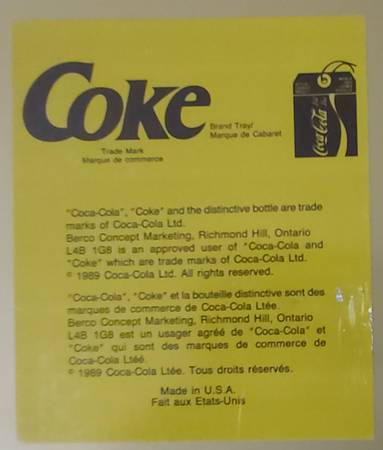 Coke
Brand Tray/
Marque de Cabaret
Trade Mark
Marque de commerce
Coca-Cola
"Coca-Cola", "Coke" and the distinctive bottle are trade
marks of Coca-Cola Ltd.
Berco Concept Marketing, Richmond Hill, Ontario
L4B 1G8 is an approved user of "Coca-Cola and
"Coke" which are trade marks of Coca-Cola Ltd.
© 1989 Coca-Cola Ltd. All rights reserved.
"Coca-Cola", "Coke" et la bouteille distinctive sont des
marques de commerce de Coca-Cola Ltée.
Berco Concept Marketing, Richmond Hill, Ontario
L4B 1G8 est un usager agréé de "Coca-Cola" et
"Coke" qui sont des marques de commerce de
Coca-Cola Ltéé.
© 1989 Coca-Cola Ltée. Tous droits réservés.
Made in U.S.A.
Fait aux Etats-Unis